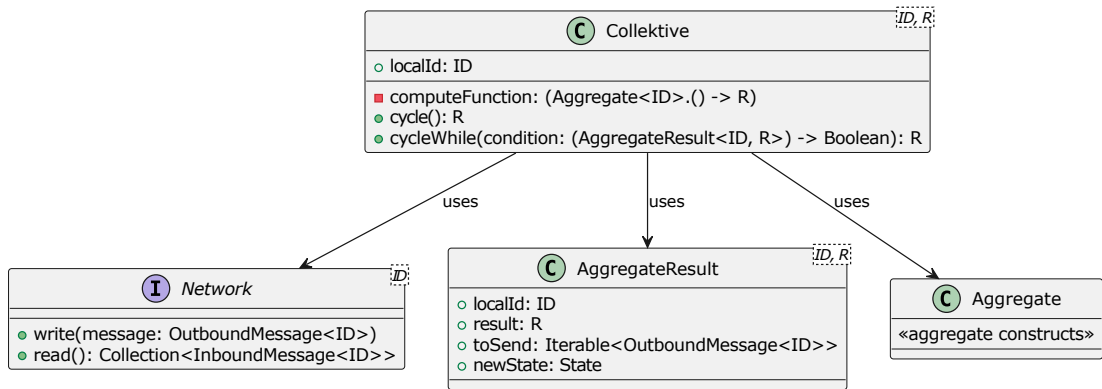 C Collektive
ID, R
localId: ID
computeFunction: (Aggregate<ID>.() -> R)
cycle(): R
cycleWhile(condition: (AggregateResult<ID, R>) -> Boolean): R
uses
uses
uses
I Network
ID
write(message: OutboundMessage<ID>)
read(): Collection<InboundMessage<ID>>
C AggregateResult
ID, R
localId: ID
result: R
toSend: Iterable<OutboundMessage<ID>>
newState: State
C Aggregate
«aggregate constructs»